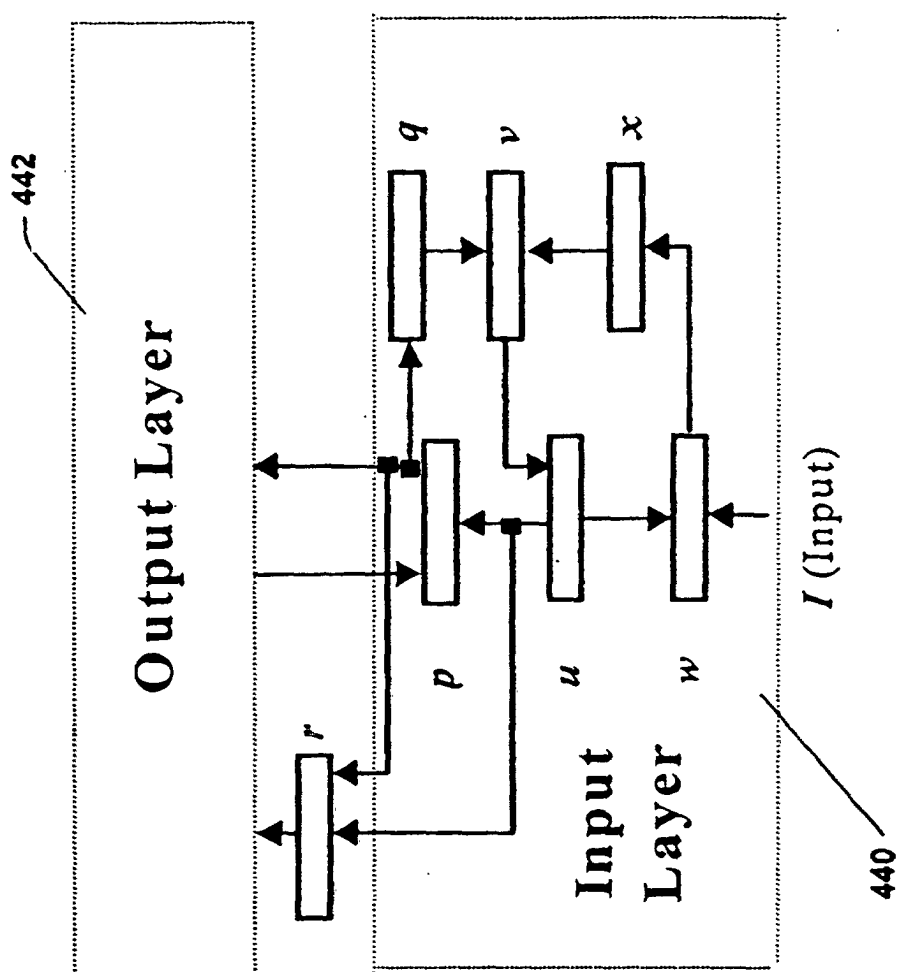 442
Output Layer
r
q
v
x
p
u
w
Input
Layer
I (Input)
440